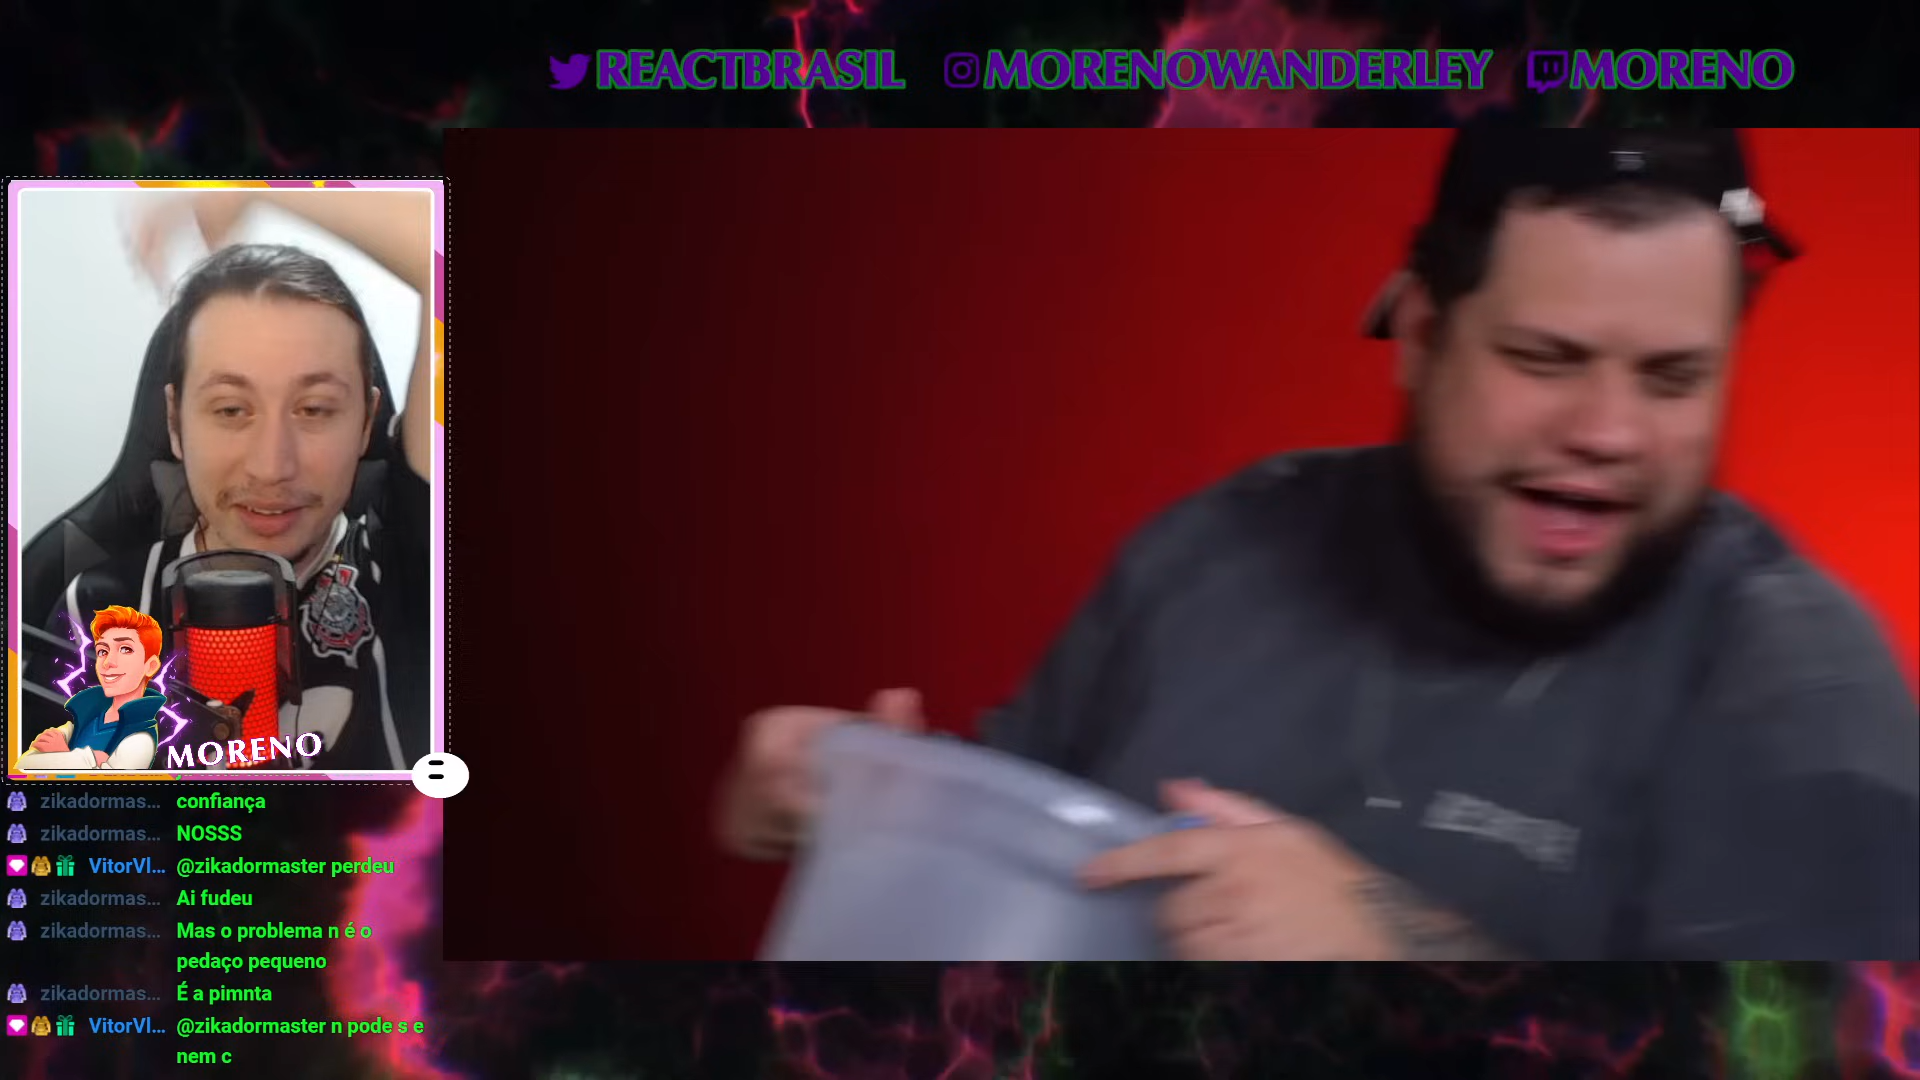 REACTBRASIL MORENOWANDERLEY MORENO
MORENO
zikadormas... confiança
zikadormas... NOSSS
VitorVl... @zikadormaster perdeu
zikadormas... Ai fudeu
zikadormas... Mas o problema n é o
pedaço pequeno
zikadormas... É a pimnta
VitorVl... @zikadormaster n pode s e
nem c